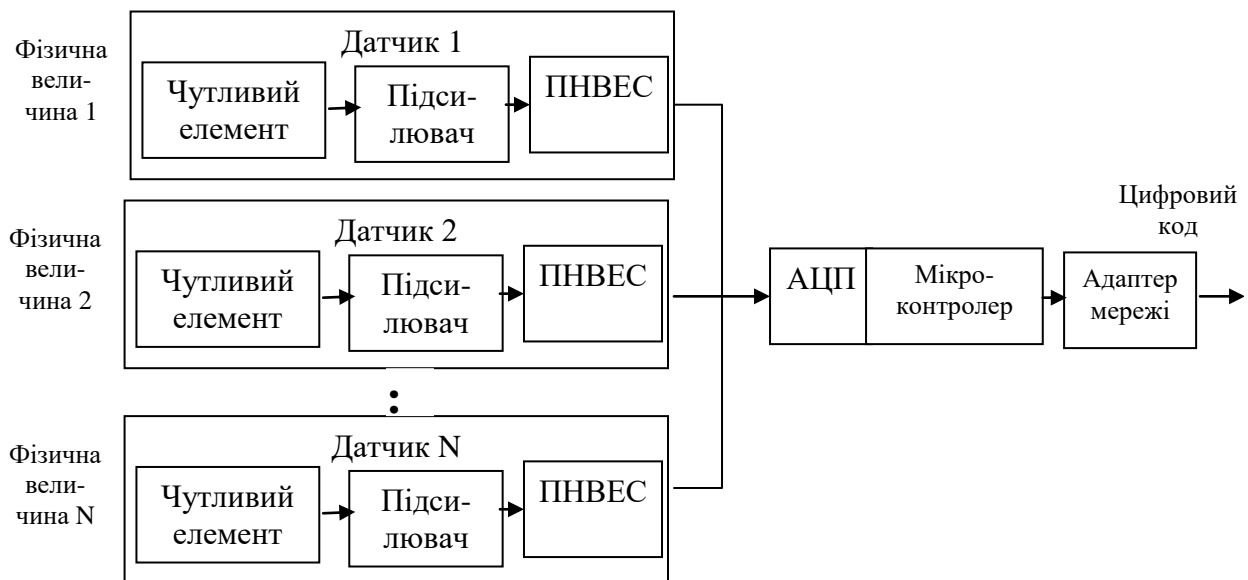 Фізична
вели-
чина 1
Датчик 1
Чутливий
елемент
Підси-
лювач
ПНВЕС
Фізична
вели-
чина 2
Датчик 2
Чутливий
елемент
Підси-
лювач
ПНВЕС
Фізична
вели-
чина N
Датчик N
Чутливий
елемент
Підси-
лювач
ПНВЕС
АЦП
Мікро-
контролер
Адаптер
мережі
Цифровий
код